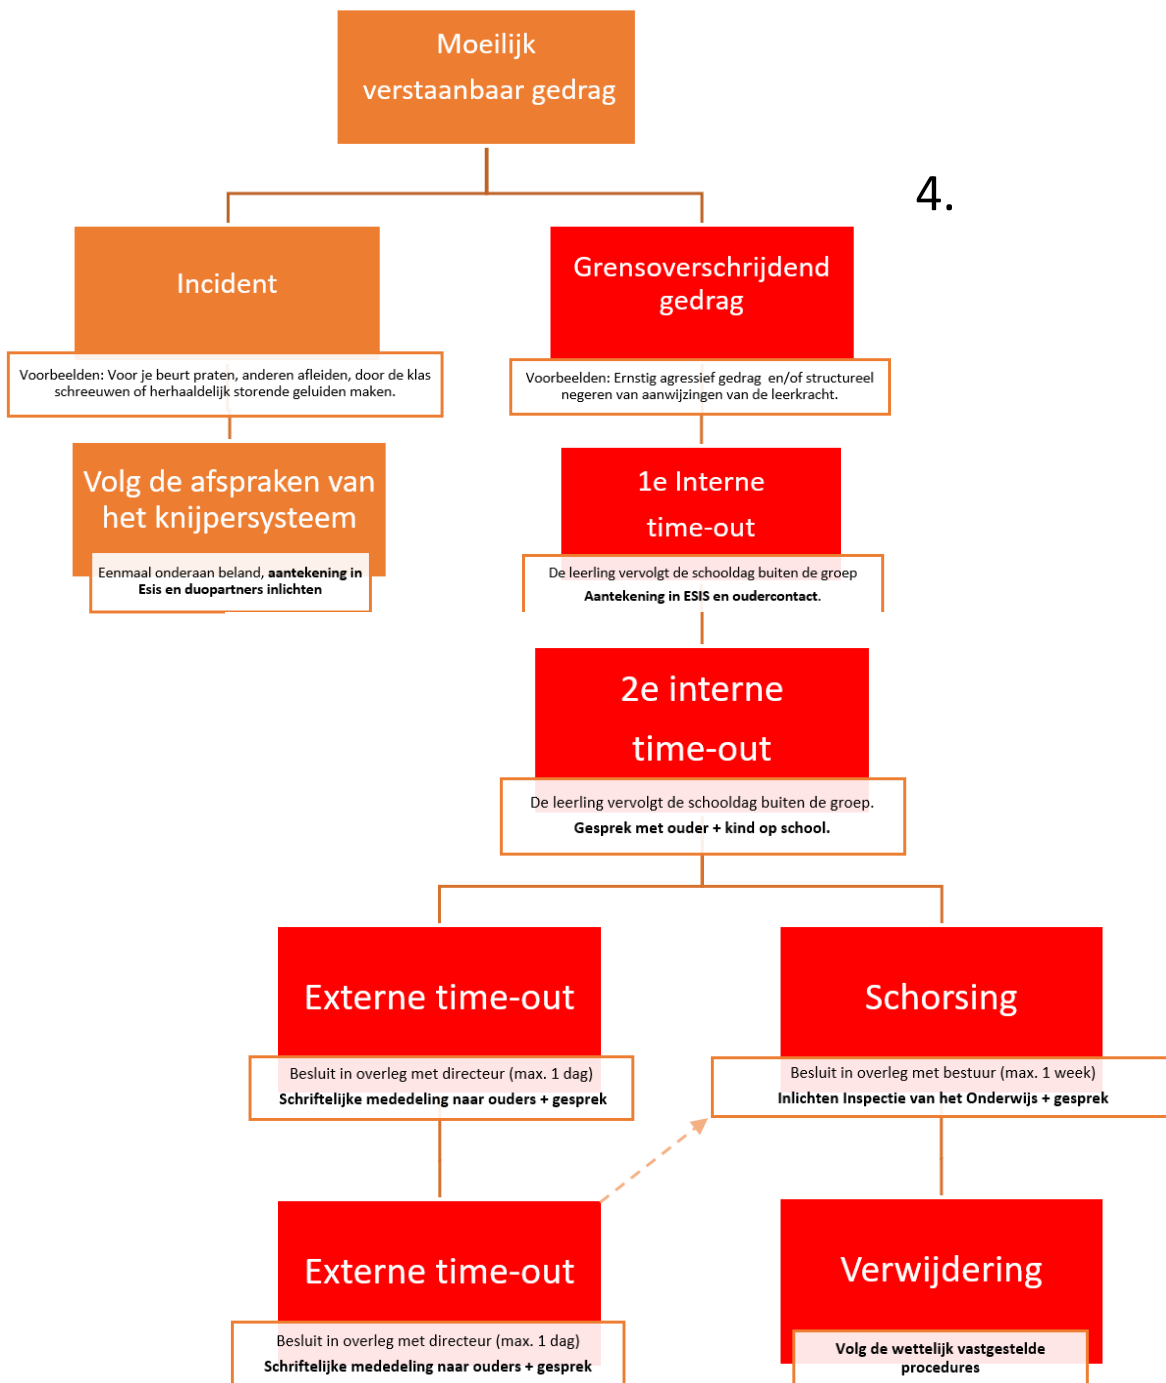 Moeilijk
verstaanbaar gedrag
4.
Incident
Voorbeelden: Voor je beurt praten, anderen afleiden, door de klas
schreeuwen of herhaaldelijk storende geluiden maken.
Grensoverschrijdend
gedrag
Voorbeelden: Ernstig agressief gedrag en/of structureel
negeren van aanwijzingen van de leerkracht.
Volg de afspraken van
het knijpersysteem
Eenmaal onderaan beland, aantekening in
Esis en duopartners inlichten
1e Interne
time-out
De leerling vervolgt de schooldag buiten de groep
Aantekening in ESIS en oudercontact.
2e interne
time-out
De leerling vervolgt de schooldag buiten de groep.
Gesprek met ouder + kind op school.
Externe time-out
Besluit in overleg met directeur (max. 1 dag)
Schriftelijke mededeling naar ouders + gesprek
Schorsing
Besluit in overleg met bestuur (max. 1 week)
Inlichten Inspectie van het Onderwijs + gesprek
Externe time-out
Besluit in overleg met directeur (max. 1 dag)
Schriftelijke mededeling naar ouders + gesprek
Verwijdering
Volg de wettelijk vastgestelde
procedures